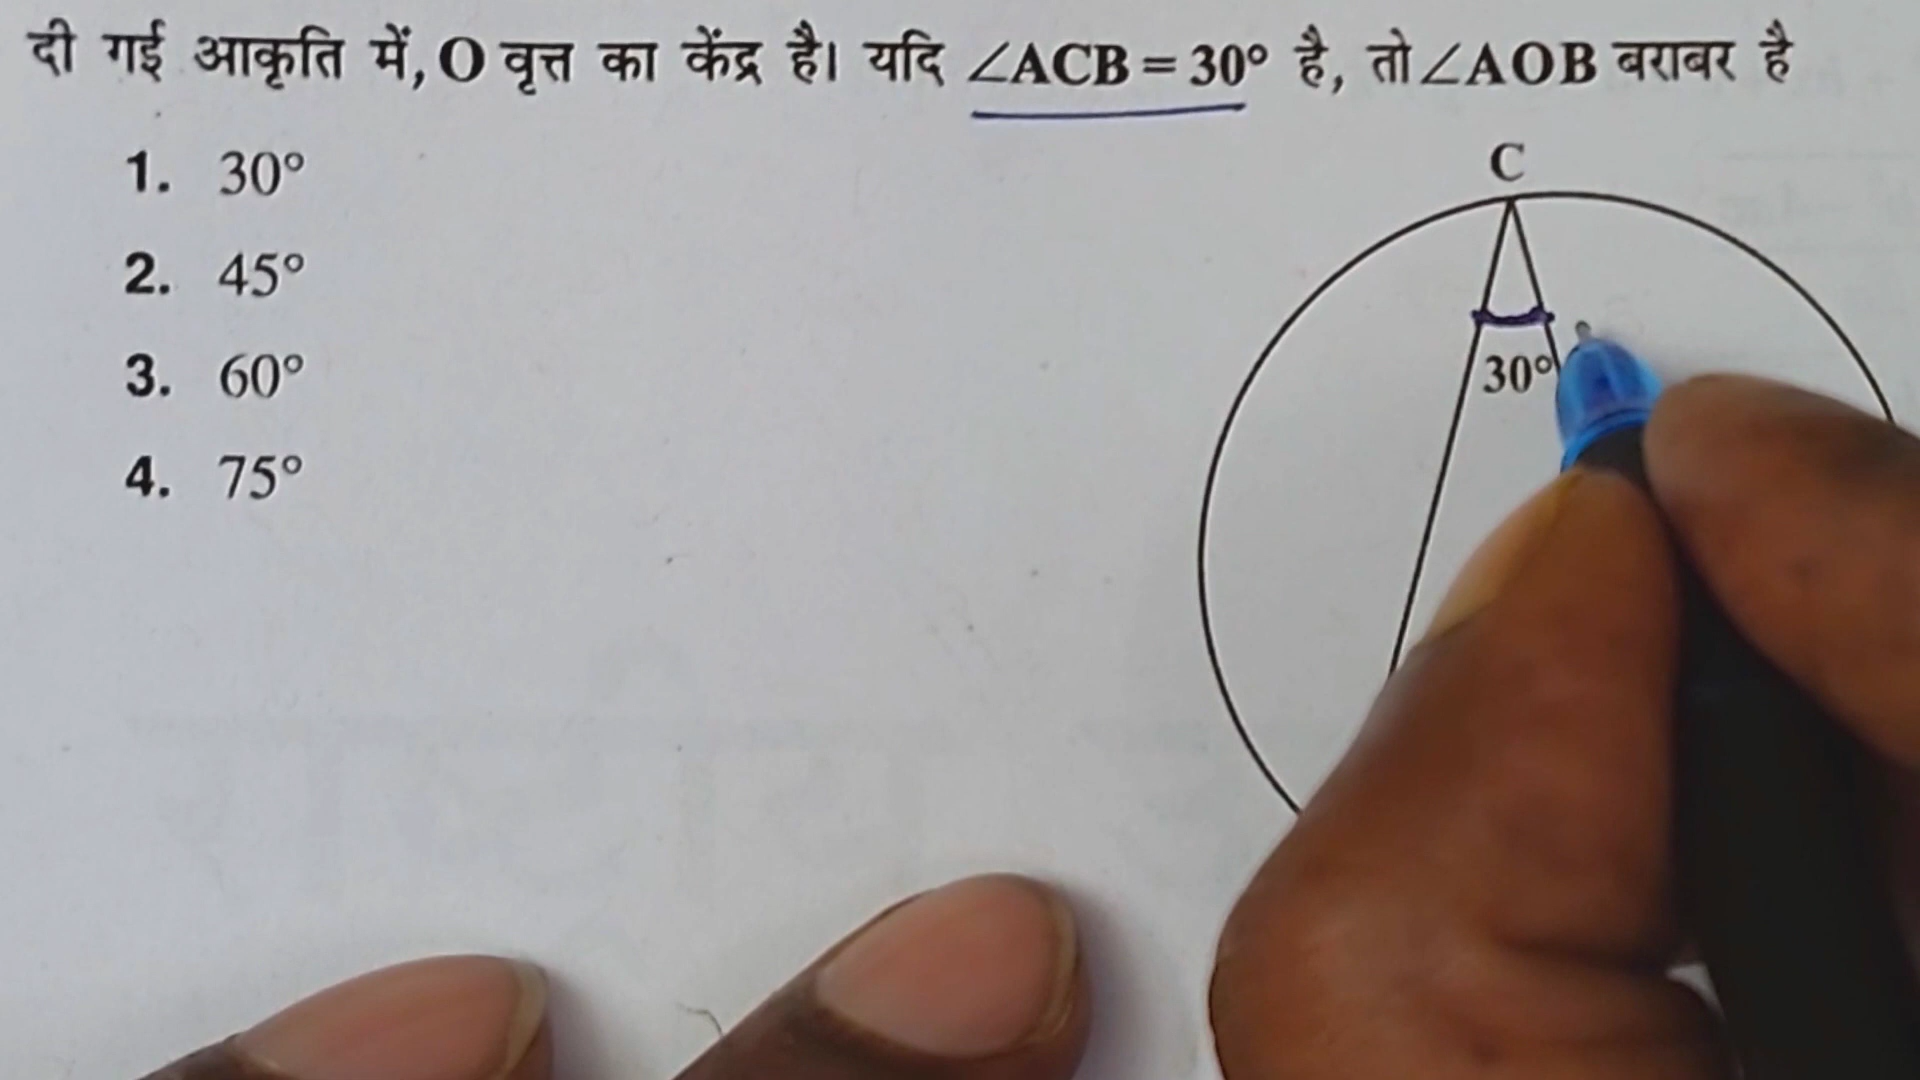 दी गई आकृति में, O वृत्त का केंद्र है। यदि ∠ACB = 30° है, तो ∠AOB बराबर है
1. 30°
2. 45°
3. 60°
4. 75°
C
30°